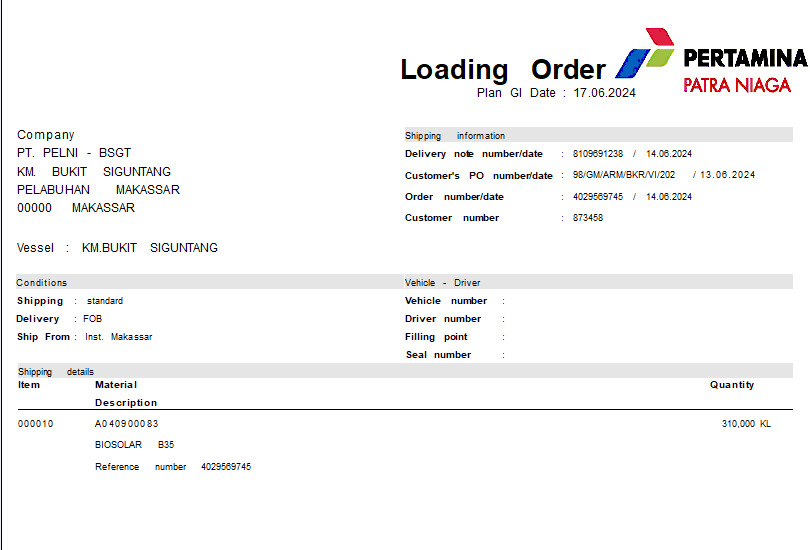 Loading Order
PERTAMINA
PATRA NIAGA
Plan GI Date : 17.06.2024
Company
PT. PELNI - BSGT
KM. BUKIT SIGUNTANG
PELABUHAN MAKASSAR
00000 MAKASSAR
Vessel : KM.BUKIT SIGUNTANG
Shipping information
Delivery note number/date : 8109691238 / 14.06.2024
Customer's PO number/date : 98/GM/ARM/BKR/VI/202 / 13.06.2024
Order number/date : 4029569745 / 14.06.2024
Customer number : 873458
Conditions
Shipping : standard
Delivery : FOB
Ship From : Inst. Makassar
Vehicle - Driver
Vehicle number :
Driver number :
Filling point :
Seal number :
Shipping details
Item Material Quantity
Description
000010 A040900083 310,000 KL
BIOSOLAR B35
Reference number 4029569745